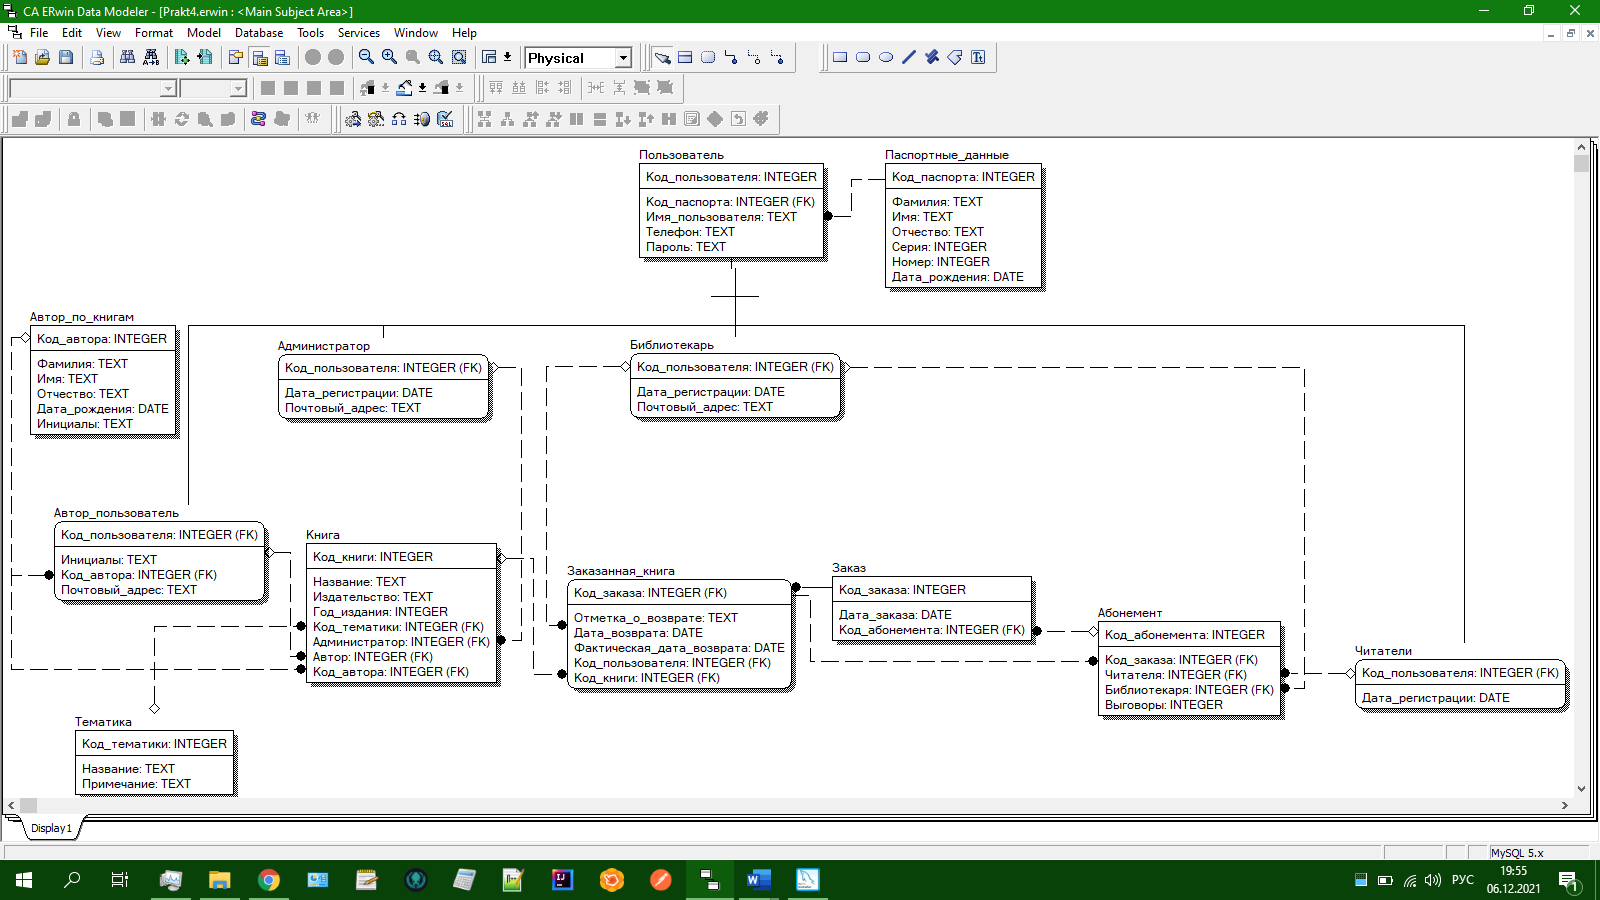 CA ERwin Data Modeler - [Prakt4.erwin : <Main Subject Area>]
File Edit View Format Model Database Tools Services Window Help
Physical
Пользователь
Код_пользователя: INTEGER
Код_паспорта: INTEGER (FK)
Имя_пользователя: TEXT
Телефон: TEXT
Пароль: TEXT
Паспортные_данные
Код_паспорта: INTEGER
Фамилия: TEXT
Имя: TEXT
Отчество: TEXT
Серия: INTEGER
Номер: INTEGER
Дата_рождения: DATE
Автор_по_книгам
Код_автора: INTEGER
Фамилия: TEXT
Имя: TEXT
Отчество: TEXT
Дата_рождения: DATE
Инициалы: TEXT
Администратор
Код_пользователя: INTEGER (FK)
Дата_регистрации: DATE
Почтовый_адрес: TEXT
Библиотекарь
Код_пользователя: INTEGER (FK)
Дата_регистрации: DATE
Почтовый_адрес: TEXT
Автор_пользователь
Код_пользователя: INTEGER (FK)
Инициалы: TEXT
Код_автора: INTEGER (FK)
Почтовый_адрес: TEXT
Книга
Код_книги: INTEGER
Название: TEXT
Издательство: TEXT
Год_издания: INTEGER
Код_тематики: INTEGER (FK)
Администратор: INTEGER (FK)
Автор: INTEGER (FK)
Код_автора: INTEGER (FK)
Заказанная_книга
Код_заказа: INTEGER (FK)
Отметка_о_возврате: TEXT
Дата_возврата: DATE
Фактическая_дата_возврата: DATE
Код_пользователя: INTEGER (FK)
Код_книги: INTEGER (FK)
Заказ
Код_заказа: INTEGER
Дата_заказа: DATE
Код_абонемента: INTEGER (FK)
Абонемент
Код_абонемента: INTEGER
Код_заказа: INTEGER (FK)
Читателя: INTEGER (FK)
Библиотекаря: INTEGER (FK)
Выговоры: INTEGER
Читатели
Код_пользователя: INTEGER (FK)
Дата_регистрации: DATE
Тематика
Код_тематики: INTEGER
Название: TEXT
Примечание: TEXT
Display1
MySQL 5.x
РУС
19:55
06.12.2021
1